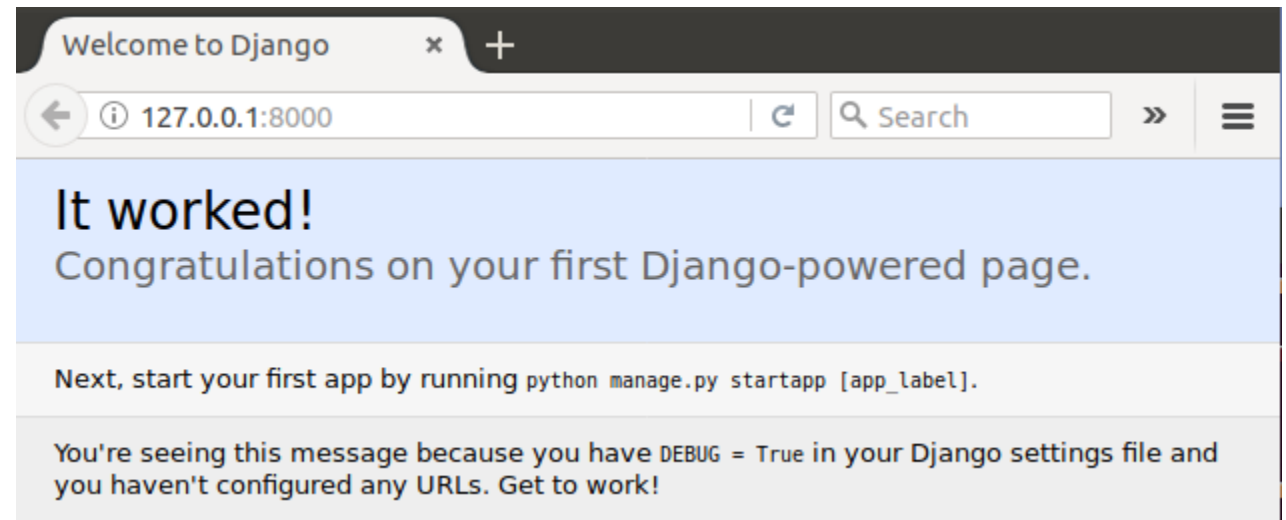 Welcome to Django
127.0.0.1:8000
Search
It worked!
Congratulations on your first Django-powered page.
Next, start your first app by running python manage.py startapp [app_label].
You're seeing this message because you have DEBUG = True in your Django settings file and
you haven't configured any URLs. Get to work!